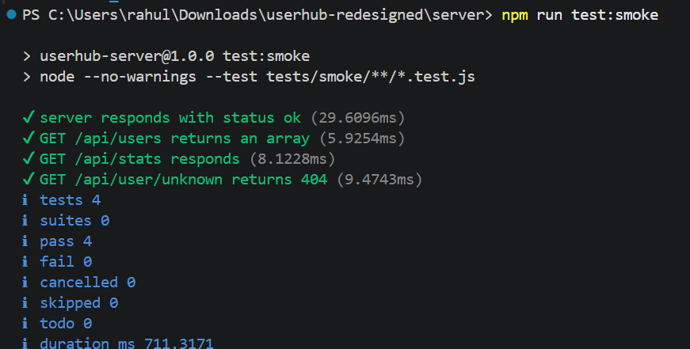 PS C:\Users\rahul\Downloads\userhub-redesigned\server> npm run test:smoke
> userhub-server@1.0.0 test:smoke
> node --no-warnings --test tests/smoke/**/*.test.js
✓ server responds with status ok (29.6096ms)
✓ GET /api/users returns an array (5.9254ms)
✓ GET /api/stats responds (8.1228ms)
✓ GET /api/user/unknown returns 404 (9.4743ms)
ℹ tests 4
ℹ suites 0
ℹ pass 4
ℹ fail 0
ℹ cancelled 0
ℹ skipped 0
ℹ todo 0
ℹ duration_ms 711.3171